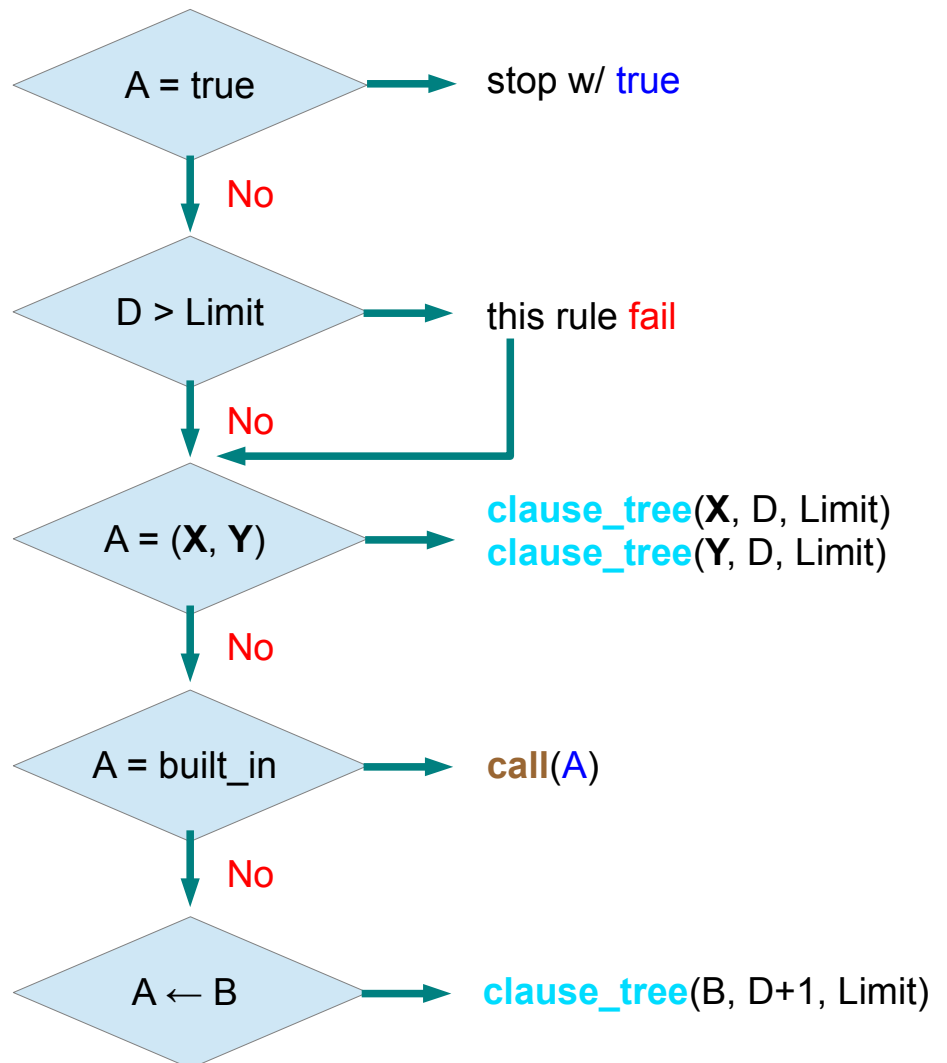 A = true
stop w/ true
No
D > Limit
this rule fail
No
A = (X, Y)
clause_tree(X, D, Limit)
clause_tree(Y, D, Limit)
No
A = built_in
call(A)
No
A ← B
clause_tree(B, D+1, Limit)